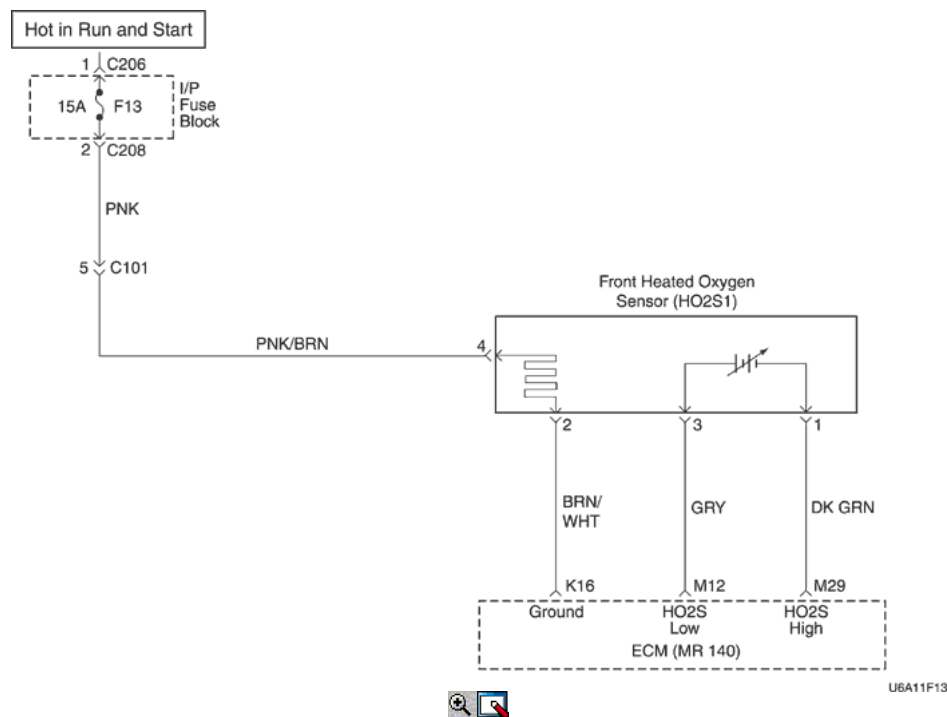 Hot in Run and Start
1 C206
15A F13
I/P
Fuse
Block
2 C208
PNK
5 C101
PNK/BRN
Front Heated Oxygen
Sensor (HO2S1)
4
2
3
1
BRN/
WHT
GRY
DK GRN
K16
M12
M29
Ground
HO2S
Low
HO2S
High
ECM (MR 140)
U6A11F13